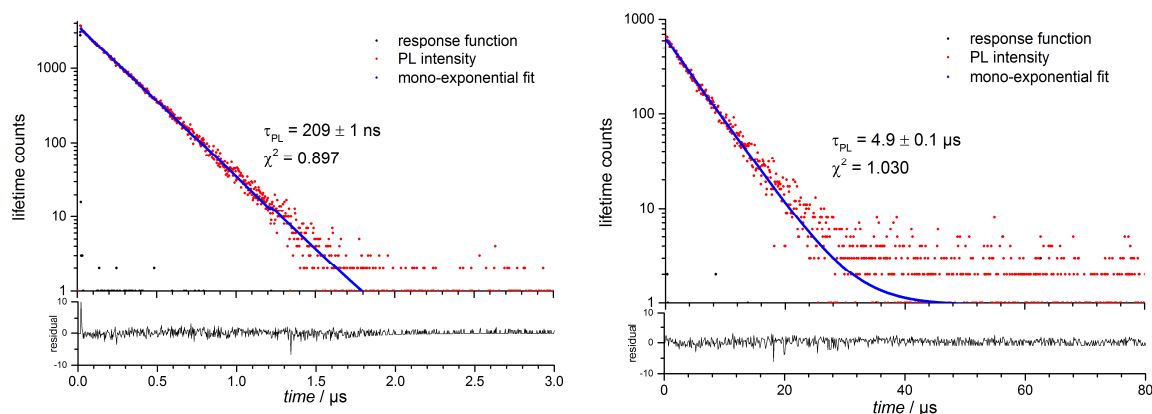 1000
100
10
1
lifetime counts
response function
PL intensity
mono-exponential fit
τPL = 209 ± 1 ns
χ² = 0.897
10
0
-10
residual
0.0 0.5 1.0 1.5 2.0 2.5 3.0
time / µs
1000
100
10
1
lifetime counts
response function
PL intensity
mono-exponential fit
τPL = 4.9 ± 0.1 µs
χ² = 1.030
10
0
-10
residual
0 20 40 60 80
time / µs